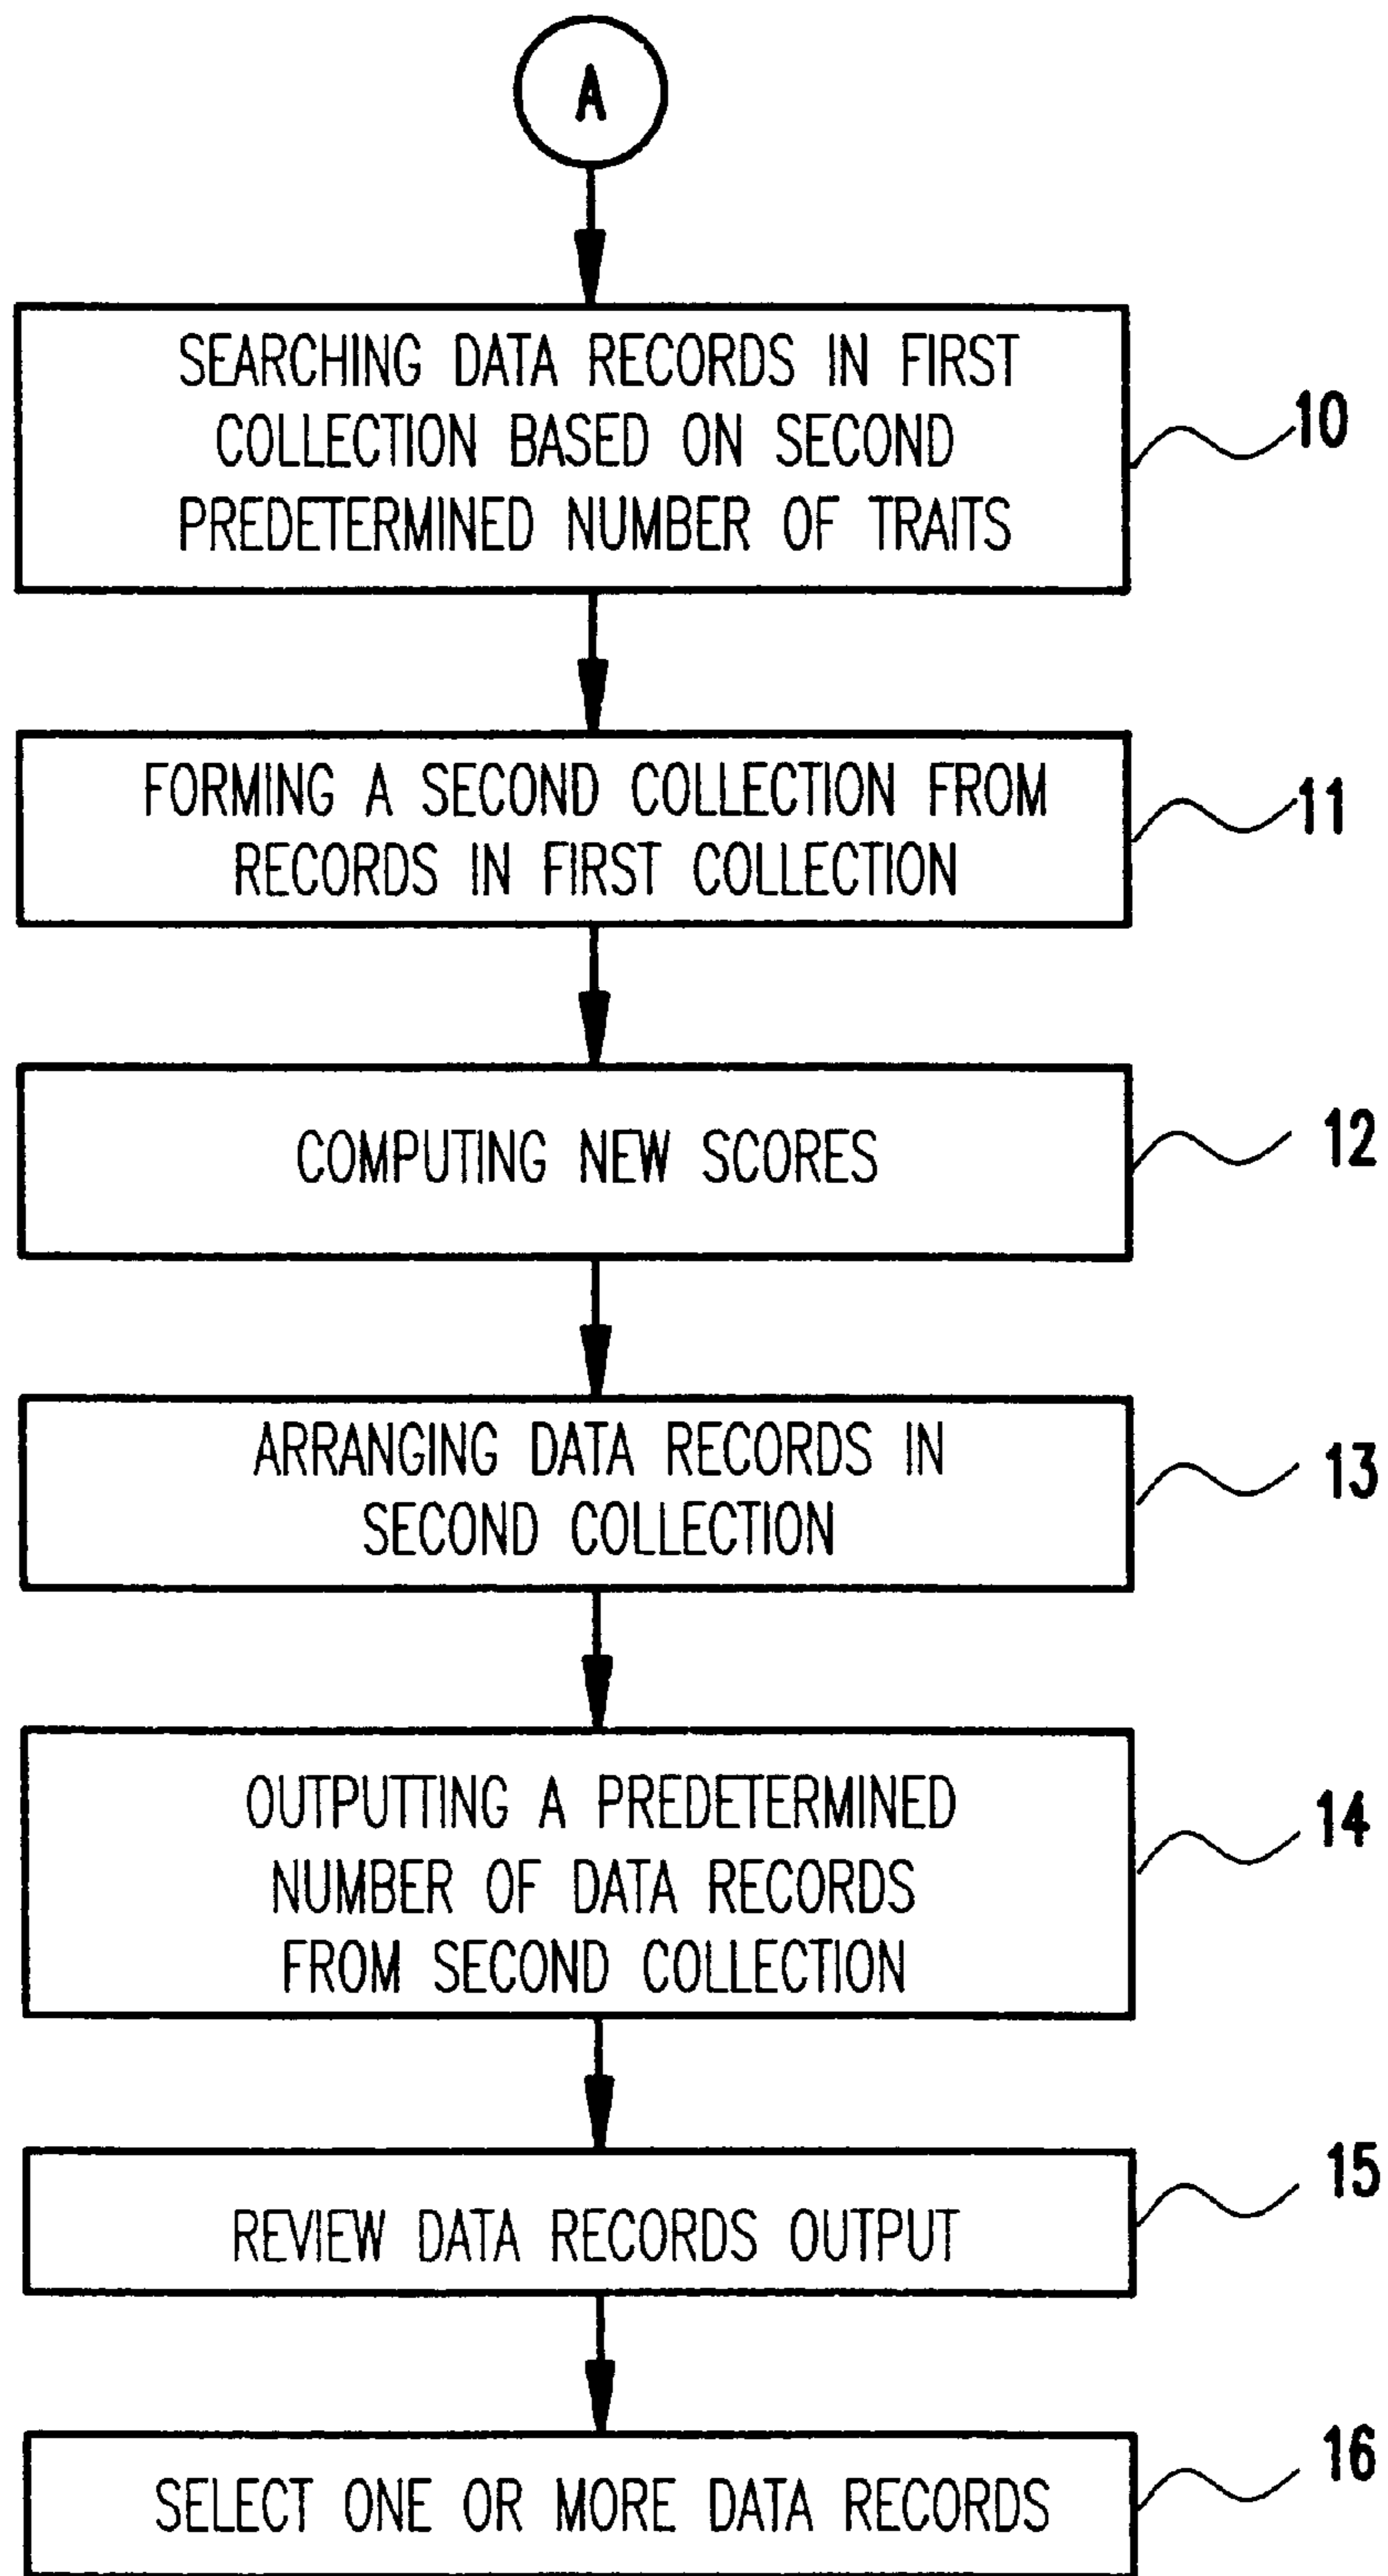 A
SEARCHING DATA RECORDS IN FIRST
COLLECTION BASED ON SECOND
PREDETERMINED NUMBER OF TRAITS
10
FORMING A SECOND COLLECTION FROM
RECORDS IN FIRST COLLECTION
11
COMPUTING NEW SCORES
12
ARRANGING DATA RECORDS IN
SECOND COLLECTION
13
OUTPUTTING A PREDETERMINED
NUMBER OF DATA RECORDS
FROM SECOND COLLECTION
14
REVIEW DATA RECORDS OUTPUT
15
SELECT ONE OR MORE DATA RECORDS
16